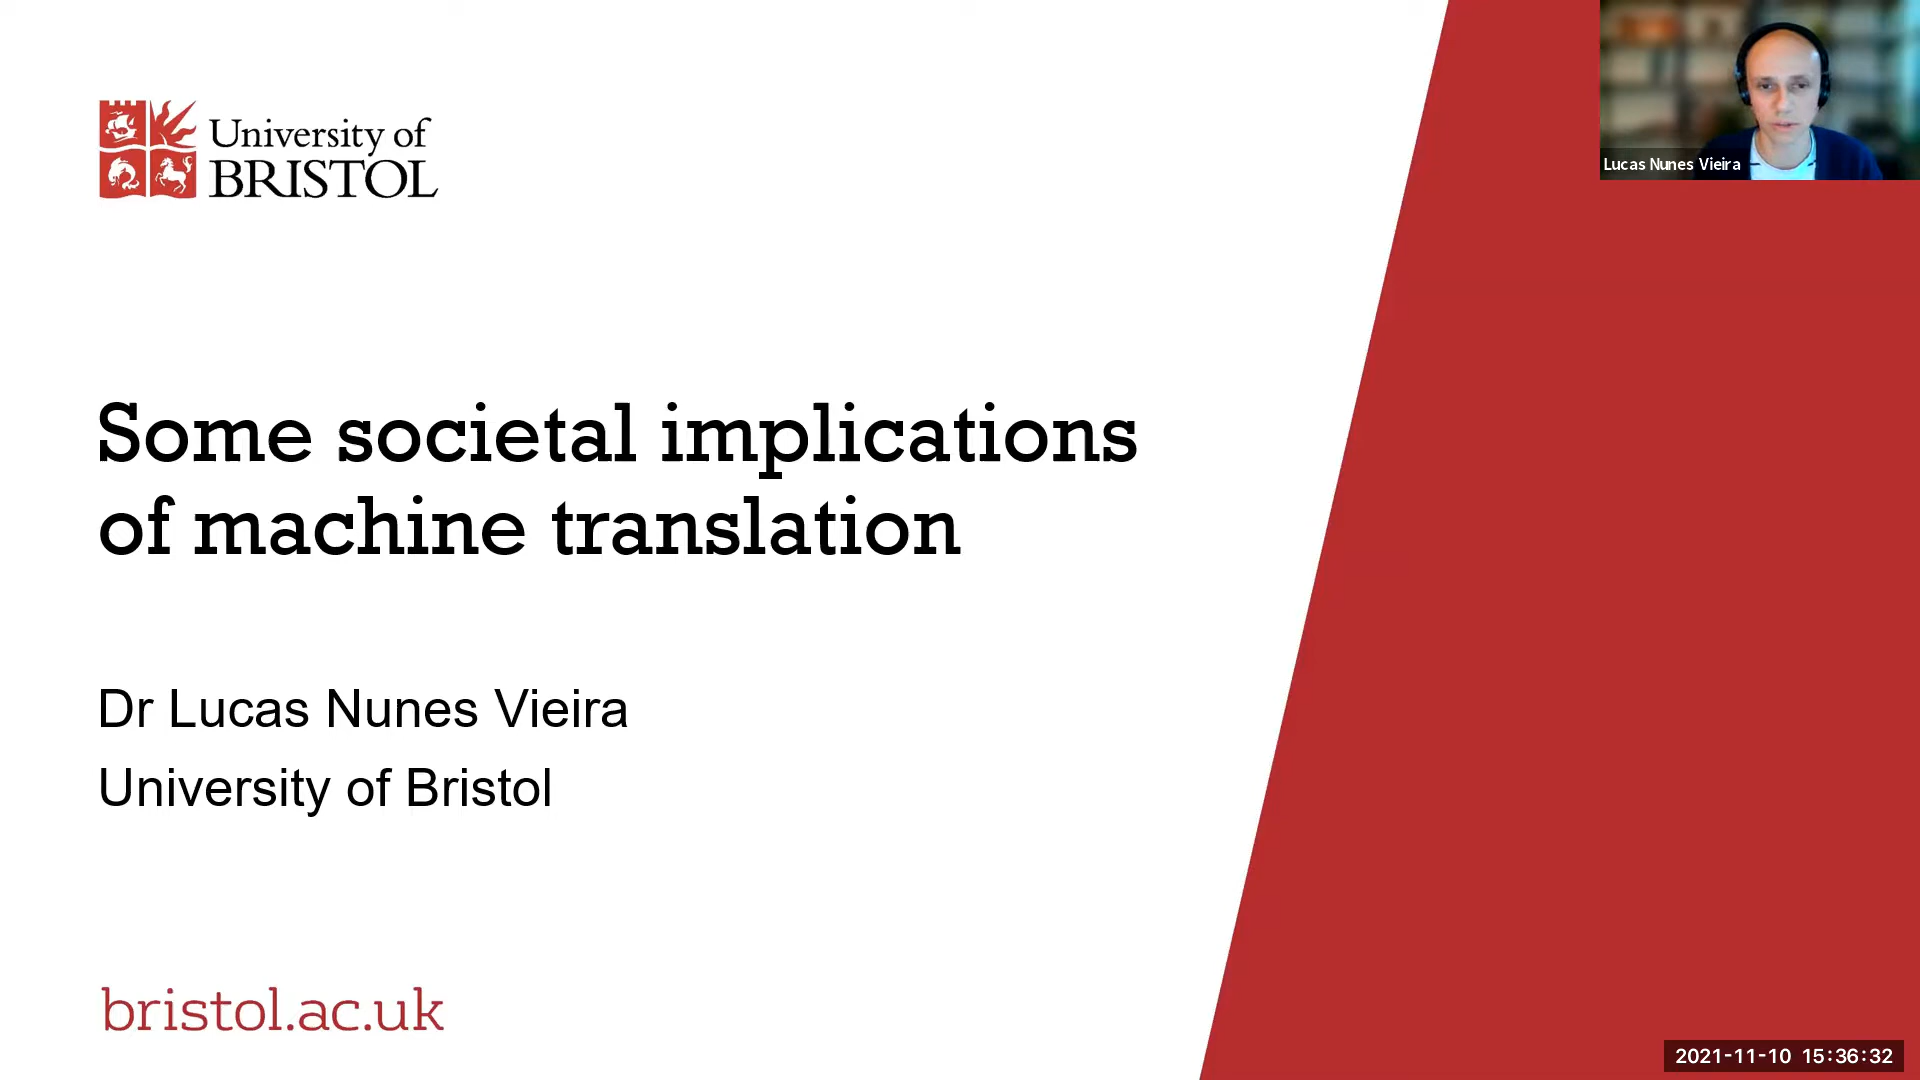 University of
BRISTOL
Lucas Nunes Vieira
Some societal implications
of machine translation
Dr Lucas Nunes Vieira
University of Bristol
bristol.ac.uk
2021-11-10 15:36:32